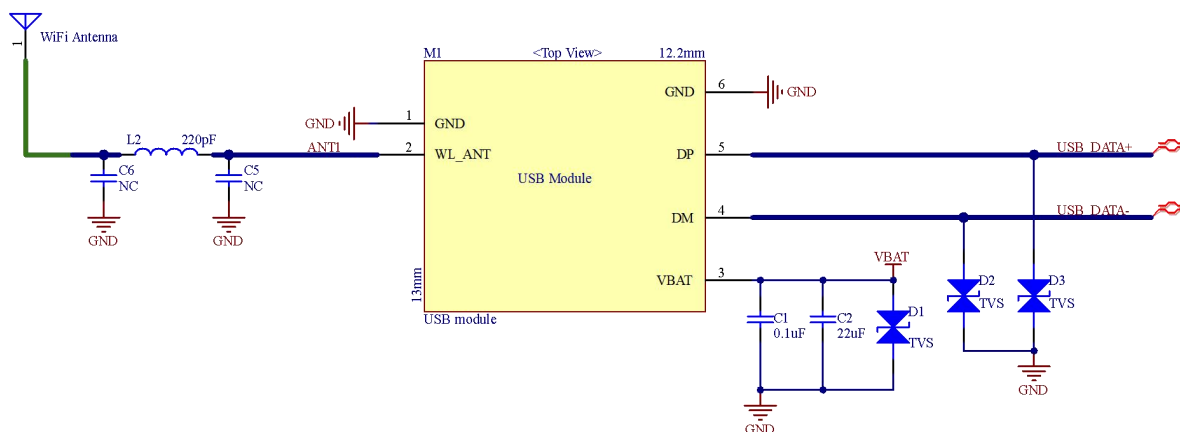 WiFi Antenna
1
M1
<Top View>
12.2mm
GND
6
GND
GND
1
GND
L2
220pF
ANT1
2
WL_ANT
DP
5
USB_DATA+
C6
NC
C5
NC
USB Module
GND
GND
DM
4
USB_DATA-
VBAT
VBAT
3
13mm
USB module
C1
0.1uF
C2
22uF
D1
TVS
D2
TVS
D3
TVS
GND
GND